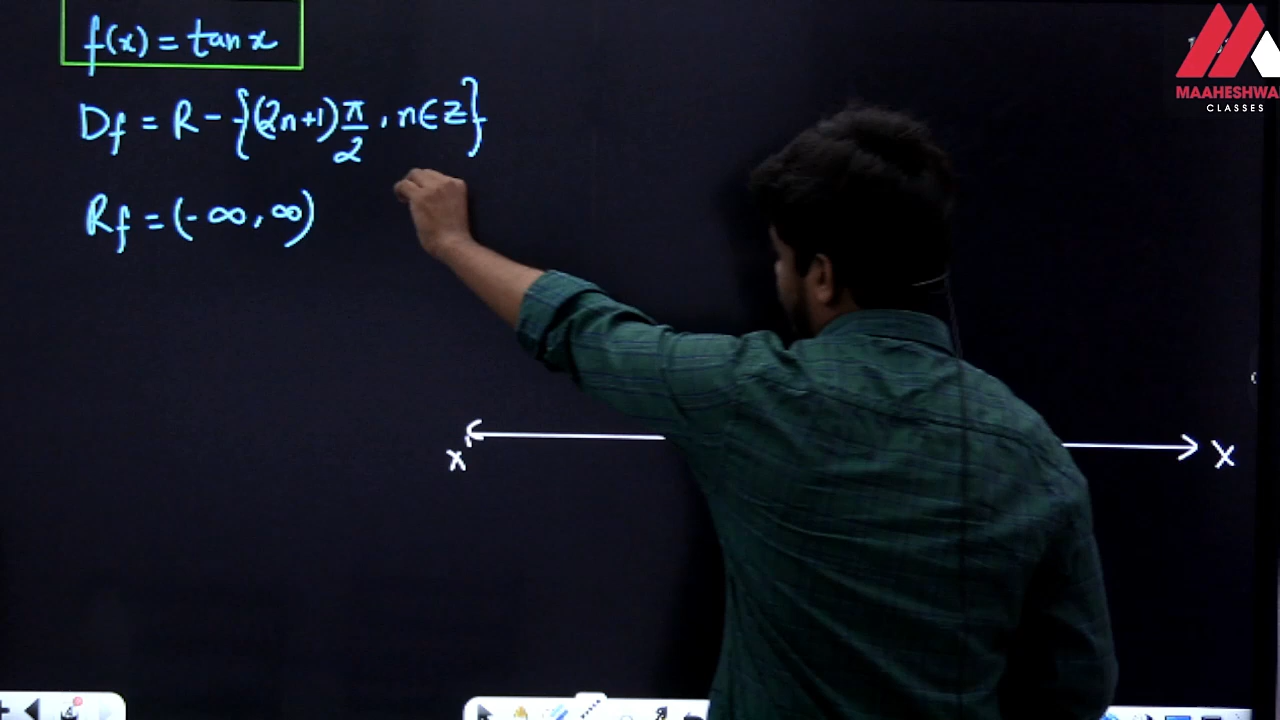 f(x) = tan x
Df = R - {(2n+1)π/2 , n∈Z}
Rf = (-∞, ∞)
X'
X
MAAHESHWA
CLASSES